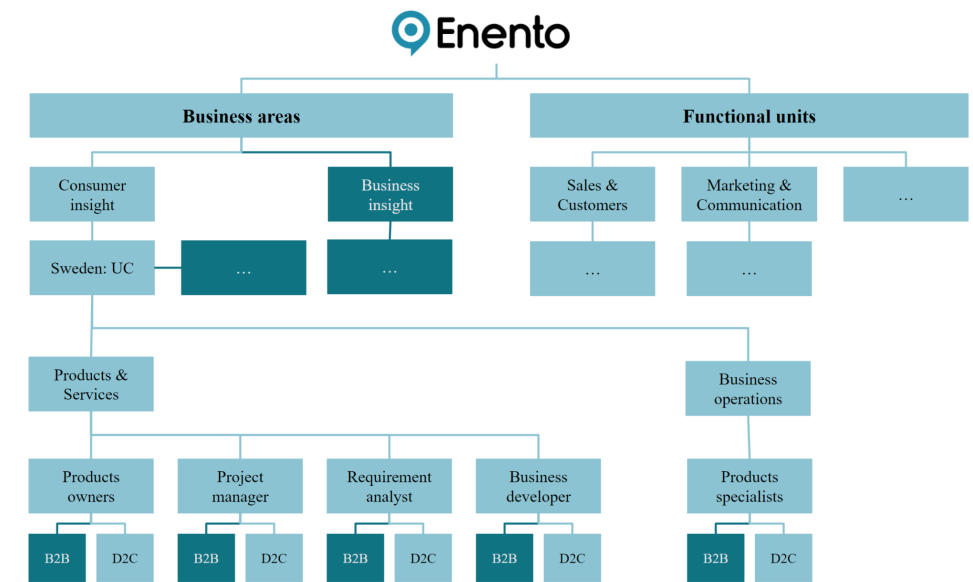 Enento
Business areas
Functional units
Consumer
insight
Business
insight
Sales &
Customers
Marketing &
Communication
…
Sweden: UC
…
…
…
…
Products &
Services
Business
operations
Products
owners
Project
manager
Requirement
analyst
Business
developer
Products
specialists
B2B
D2C
B2B
D2C
B2B
D2C
B2B
D2C
B2B
D2C